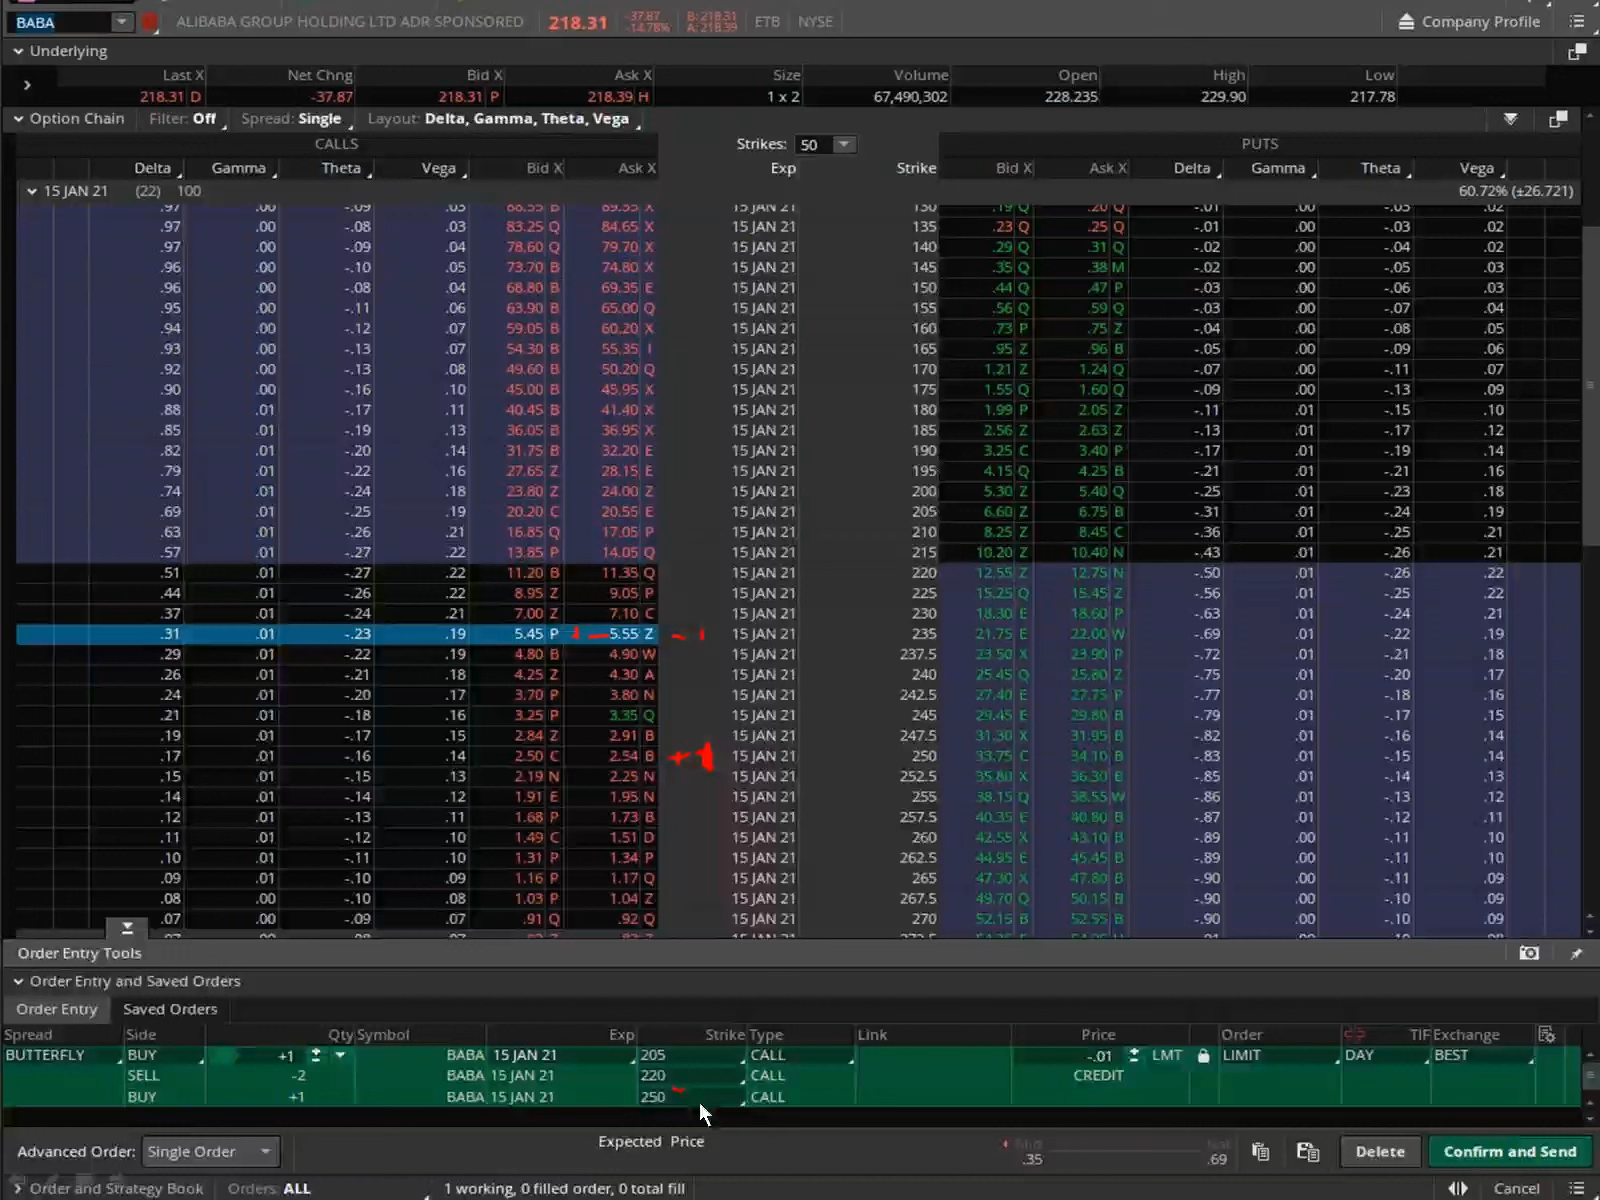 BABA ALIBABA GROUP HOLDING LTD ADR SPONSORED 218.31 -37.87 -14.78% B: 218.31 A: 218.39 ETB NYSE Company Profile
Underlying
Last X Net Chng Bid X Ask X Size Volume Open High Low
218.31 D -37.87 218.31 P 218.39 H 1 x 2 67,490,302 228.235 229.90 217.78
Option Chain Filter: Off Spread: Single Layout: Delta, Gamma, Theta, Vega
CALLS Strikes: 50 PUTS
Delta Gamma Theta Vega Bid X Ask X Exp Strike Bid X Ask X Delta Gamma Theta Vega
15 JAN 21 (22) 100 60.72% (±26.721)
.97 .00 -.09 .03 15 JAN 21 130 .19 Q .20 Q -.01 .00 -.03 .02
.97 .00 -.08 .03 83.25 Q 84.65 X 15 JAN 21 135 .23 Q .25 Q -.01 .00 -.03 .02
.97 .00 -.09 .04 78.60 Q 79.70 X 15 JAN 21 140 .29 Q .31 Q -.02 .00 -.04 .02
.96 .00 -.10 .05 73.70 B 74.80 X 15 JAN 21 145 .35 Q .38 M -.02 .00 -.05 .03
.96 .00 -.08 .04 68.80 B 69.35 E 15 JAN 21 150 .44 Q .47 P -.03 .00 -.06 .03
.95 .00 -.11 .06 63.90 B 65.00 Q 15 JAN 21 155 .56 Q .59 Q -.03 .00 -.07 .04
.94 .00 -.12 .07 59.05 B 60.20 X 15 JAN 21 160 .73 P .75 Z -.04 .00 -.08 .05
.93 .00 -.13 .07 54.30 B 55.35 I 15 JAN 21 165 .95 Z .96 B -.05 .00 -.09 .06
.92 .00 -.13 .08 49.60 B 50.20 Q 15 JAN 21 170 1.21 Z 1.24 Q -.07 .00 -.11 .07
.90 .00 -.16 .10 45.00 B 45.95 X 15 JAN 21 175 1.55 Q 1.60 Q -.09 .00 -.13 .09
.88 .01 -.17 .11 40.45 B 41.40 X 15 JAN 21 180 1.99 P 2.05 Z -.11 .01 -.15 .10
.85 .01 -.19 .13 36.05 B 36.95 X 15 JAN 21 185 2.56 Z 2.63 Z -.13 .01 -.17 .12
.82 .01 -.20 .14 31.75 B 32.20 E 15 JAN 21 190 3.25 C 3.40 P -.17 .01 -.19 .14
.79 .01 -.22 .16 27.65 Z 28.15 E 15 JAN 21 195 4.15 Q 4.25 B -.21 .01 -.21 .16
.74 .01 -.24 .18 23.80 Z 24.00 Z 15 JAN 21 200 5.30 Z 5.40 Q -.25 .01 -.23 .18
.69 .01 -.25 .19 20.20 C 20.55 E 15 JAN 21 205 6.60 Z 6.75 B -.31 .01 -.24 .19
.63 .01 -.26 .21 16.85 Q 17.05 P 15 JAN 21 210 8.25 Z 8.45 C -.36 .01 -.25 .21
.57 .01 -.27 .22 13.85 P 14.05 Q 15 JAN 21 215 10.20 Z 10.40 N -.43 .01 -.26 .21
.51 .01 -.27 .22 11.20 B 11.35 Q 15 JAN 21 220 12.55 Z 12.75 N -.50 .01 -.26 .22
.44 .01 -.26 .22 8.95 Z 9.05 P 15 JAN 21 225 15.25 Q 15.45 Z -.56 .01 -.25 .22
.37 .01 -.24 .21 7.00 Z 7.10 C 15 JAN 21 230 18.30 E 18.60 P -.63 .01 -.24 .21
.31 .01 -.23 .19 5.45 P 5.55 Z 15 JAN 21 235 21.75 E 22.00 W -.69 .01 -.22 .19
.29 .01 -.22 .19 4.80 B 4.90 W 15 JAN 21 237.5 23.50 X 23.90 P -.72 .01 -.21 .18
.26 .01 -.21 .18 4.25 Z 4.30 A 15 JAN 21 240 25.45 Q 25.80 Z -.75 .01 -.20 .17
.24 .01 -.20 .17 3.70 P 3.80 N 15 JAN 21 242.5 27.40 E 27.75 P -.77 .01 -.18 .16
.21 .01 -.18 .16 3.25 P 3.35 Q 15 JAN 21 245 29.45 E 29.80 B -.79 .01 -.17 .15
.19 .01 -.17 .15 2.84 Z 2.91 B 15 JAN 21 247.5 31.30 X 31.95 B -.82 .01 -.16 .14
.17 .01 -.16 .14 2.50 C 2.54 B 15 JAN 21 250 33.75 C 34.10 B -.83 .01 -.15 .14
.15 .01 -.15 .13 2.19 N 2.25 N 15 JAN 21 252.5 35.80 X 36.30 B -.85 .01 -.14 .13
.14 .01 -.14 .12 1.91 E 1.95 N 15 JAN 21 255 38.15 Q 38.55 W -.86 .01 -.13 .12
.12 .01 -.13 .11 1.68 P 1.73 B 15 JAN 21 257.5 40.35 E 40.80 B -.87 .01 -.12 .11
.11 .01 -.12 .10 1.49 C 1.51 D 15 JAN 21 260 42.55 X 43.10 B -.89 .01 -.11 .10
.10 .01 -.11 .10 1.31 P 1.34 P 15 JAN 21 262.5 44.95 E 45.45 B -.89 .00 -.11 .10
.09 .01 -.10 .09 1.16 P 1.17 Q 15 JAN 21 265 47.30 X 47.80 B -.90 .00 -.11 .09
.08 .00 -.10 .08 1.03 P 1.04 Z 15 JAN 21 267.5 49.70 Q 50.15 B -.90 .00 -.10 .09
.07 .00 -.09 .07 .91 Q .92 Q 15 JAN 21 270 52.15 B 52.55 B -.90 .00 -.10 .09
Order Entry Tools
Order Entry and Saved Orders
Order Entry Saved Orders
Spread Side Qty Symbol Exp Strike Type Link Price Order TIF Exchange
BUTTERFLY BUY +1 BABA 15 JAN 21 205 CALL -.01 LMT LIMIT DAY BEST
SELL -2 BABA 15 JAN 21 220 CALL CREDIT
BUY +1 BABA 15 JAN 21 250 CALL
Advanced Order: Single Order Expected Price .35 .69 Delete Confirm and Send
Order and Strategy Book Orders: ALL 1 working, 0 filled order, 0 total fill Cancel